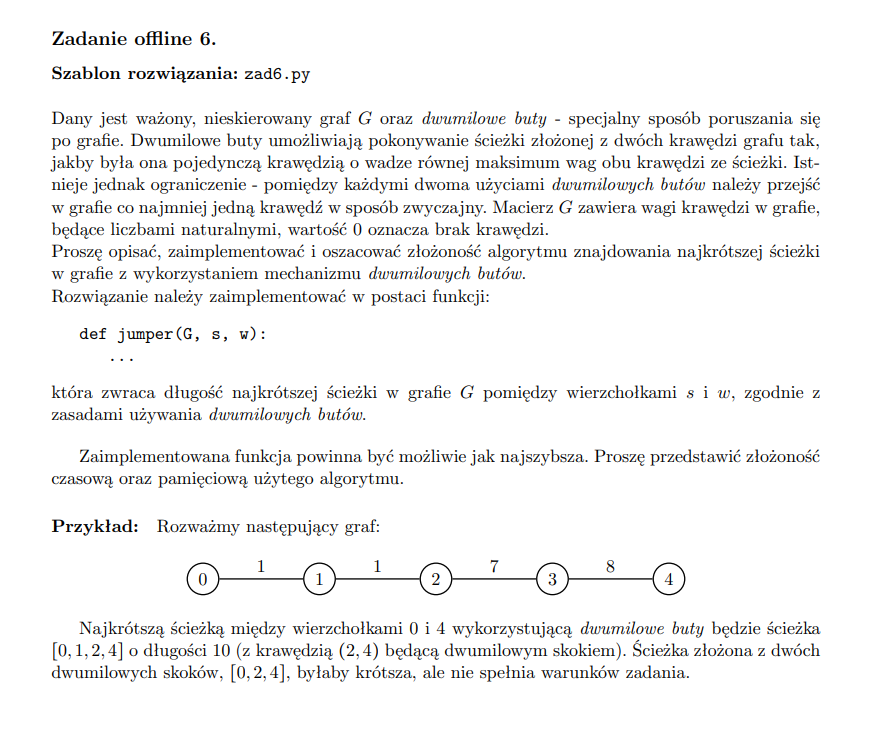 Zadanie offline 6.
Szablon rozwiązania: zad6.py
Dany jest ważony, nieskierowany graf G oraz dwumilowe buty - specjalny sposób poruszania się
po grafie. Dwumilowe buty umożliwiają pokonywanie ścieżki złożonej z dwóch krawędzi grafu tak,
jakby była ona pojedynczą krawędzią o wadze równej maksimum wag obu krawędzi ze ścieżki. Ist-
nieje jednak ograniczenie - pomiędzy każdymi dwoma użyciami dwumilowych butów należy przejść
w grafie co najmniej jedną krawędź w sposób zwyczajny. Macierz G zawiera wagi krawędzi w grafie,
będące liczbami naturalnymi, wartość 0 oznacza brak krawędzi.
Proszę opisać, zaimplementować i oszacować złożoność algorytmu znajdowania najkrótszej ścieżki
w grafie z wykorzystaniem mechanizmu dwumilowych butów.
Rozwiązanie należy zaimplementować w postaci funkcji:
def jumper(G, s, w):
...
która zwraca długość najkrótszej ścieżki w grafie G pomiędzy wierzchołkami s i w, zgodnie z
zasadami używania dwumilowych butów.
Zaimplementowana funkcja powinna być możliwie jak najszybsza. Proszę przedstawić złożoność
czasową oraz pamięciową użytego algorytmu.
Przykład: Rozważmy następujący graf:
1 1 7 8
0 1 2 3 4
Najkrótszą ścieżką między wierzchołkami 0 i 4 wykorzystującą dwumilowe buty będzie ścieżka
[0, 1, 2, 4] o długości 10 (z krawędzią (2, 4) będącą dwumilowym skokiem). Ścieżka złożona z dwóch
dwumilowych skoków, [0, 2, 4], byłaby krótsza, ale nie spełnia warunków zadania.